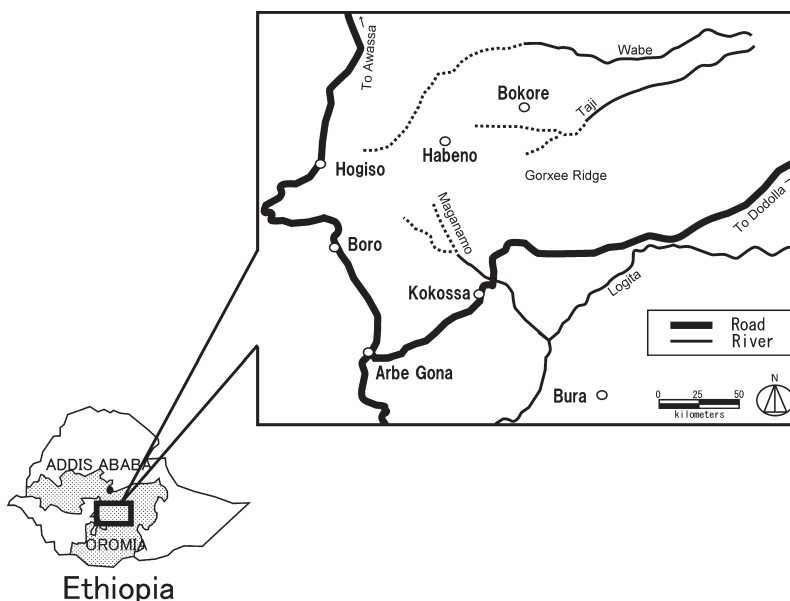 To Awassa →
Wabe
Bokore
Taji
Habeno
Hogiso
Gorxee Ridge
Maganamo
To Dodolla →
Boro
Kokossa
Logita
Road
River
Arbe Gona
Bura
0 25 50
kilometers
N
ADDIS ABABA
OROMIA
Ethiopia